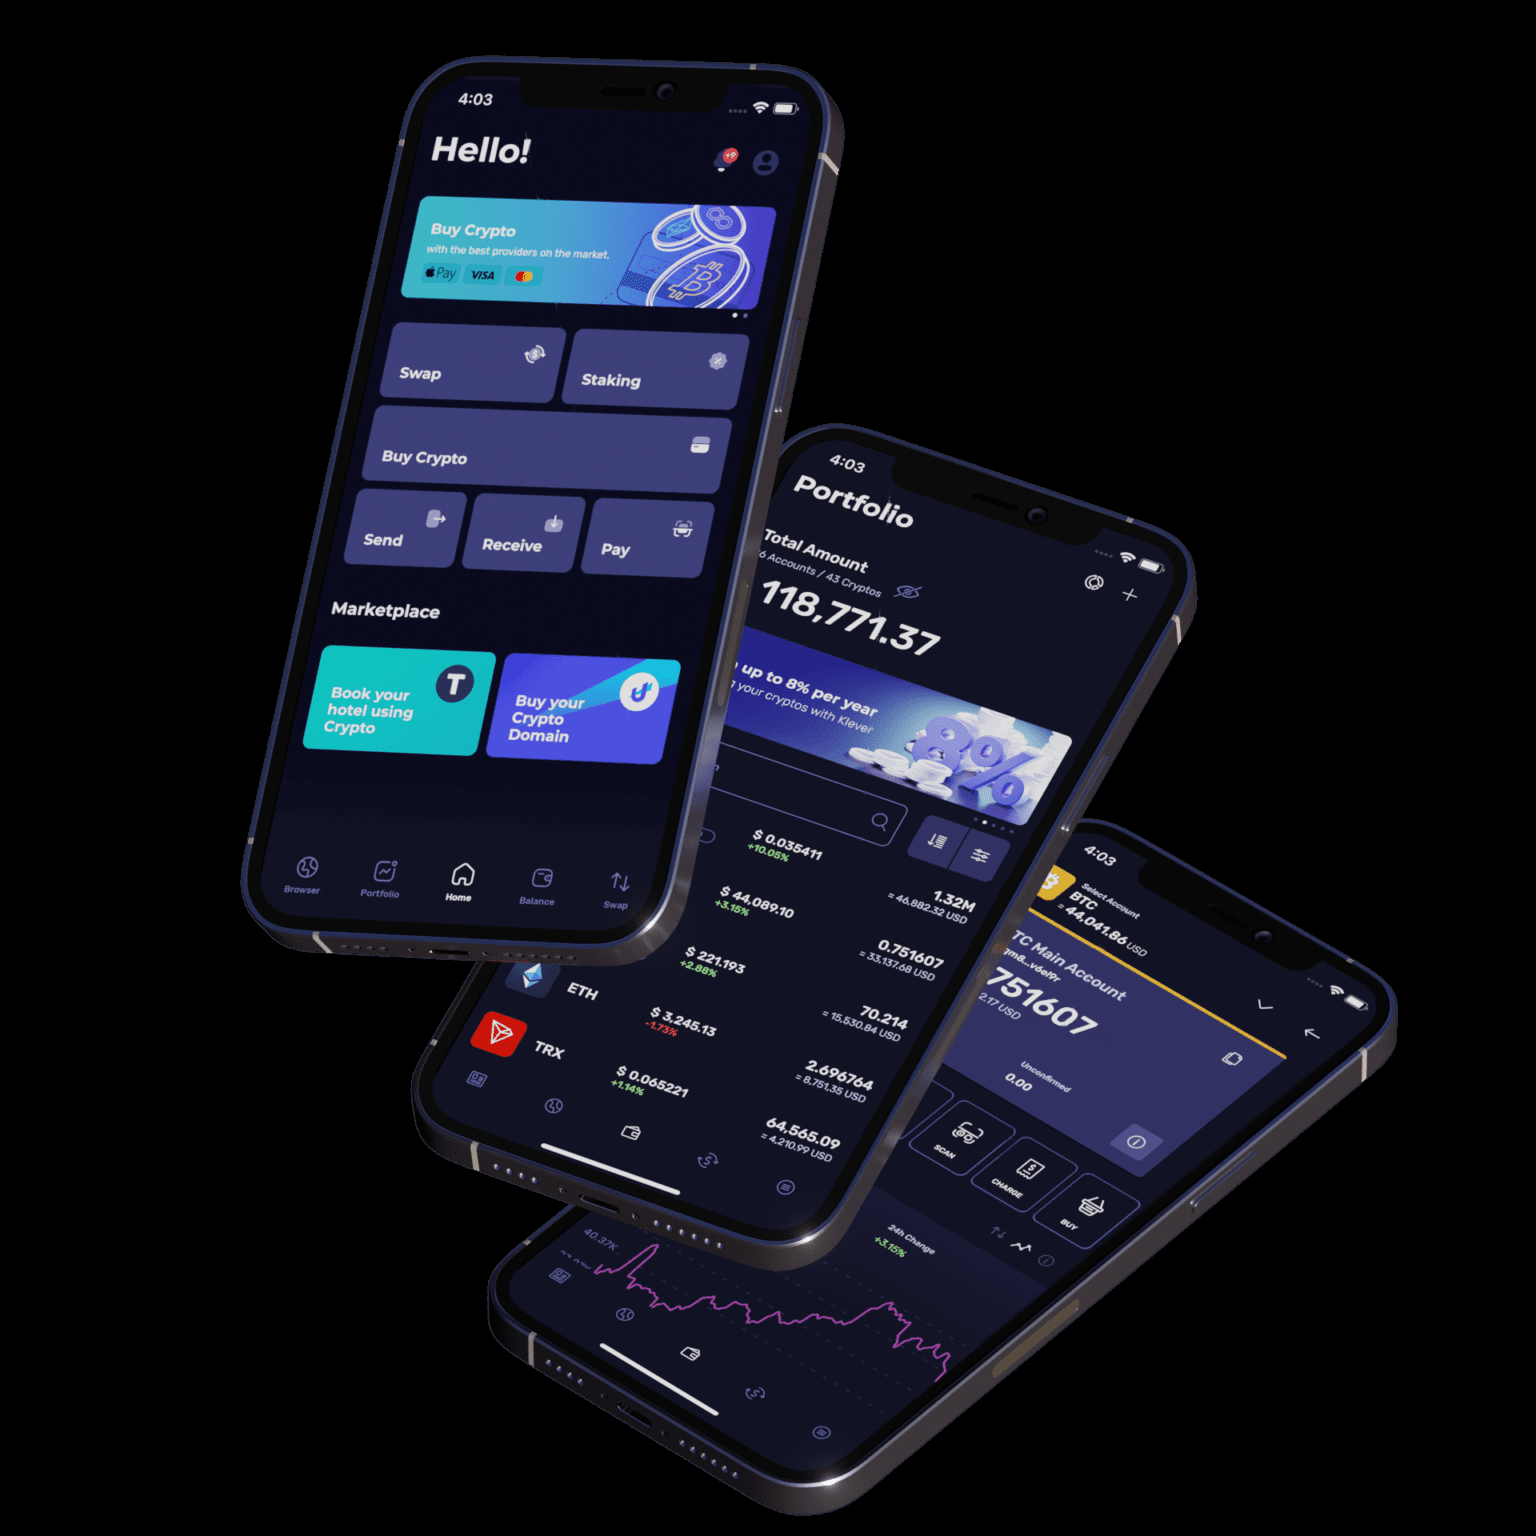 4:03
Hello!
+9
Buy Crypto
with the best providers on the market.
Pay VISA
Swap
Staking
Buy Crypto
Send
Receive
Pay
Marketplace
T
Book your
hotel using
Crypto
Buy your
Crypto
Domain
Browser
Portfolio
Home
Balance
Swap
4:03
Portfolio
Total Amount
6 Accounts / 43 Cryptos
118,771.37
up to 8% per year
your cryptos with Klever
8%
$ 0.035411
+10.05%
1.32M
= 46,882.32 USD
$ 44,089.10
+3.15%
0.751607
= 33,137.68 USD
$ 221.193
+2.88%
70.214
= 15,530.84 USD
ETH
$ 3,245.13
-1.73%
2.696764
= 8,751.35 USD
TRX
$ 0.065221
+1.14%
64,565.09
= 4,210.99 USD
4:03
Select Account
BTC
= 44,041.86 USD
TC Main Account
gm8...v6el9r
751607
2.17 USD
Unconfirmed
0.00
SCAN
CHARGE
BUY
24h Change
+3.15%
40.37K